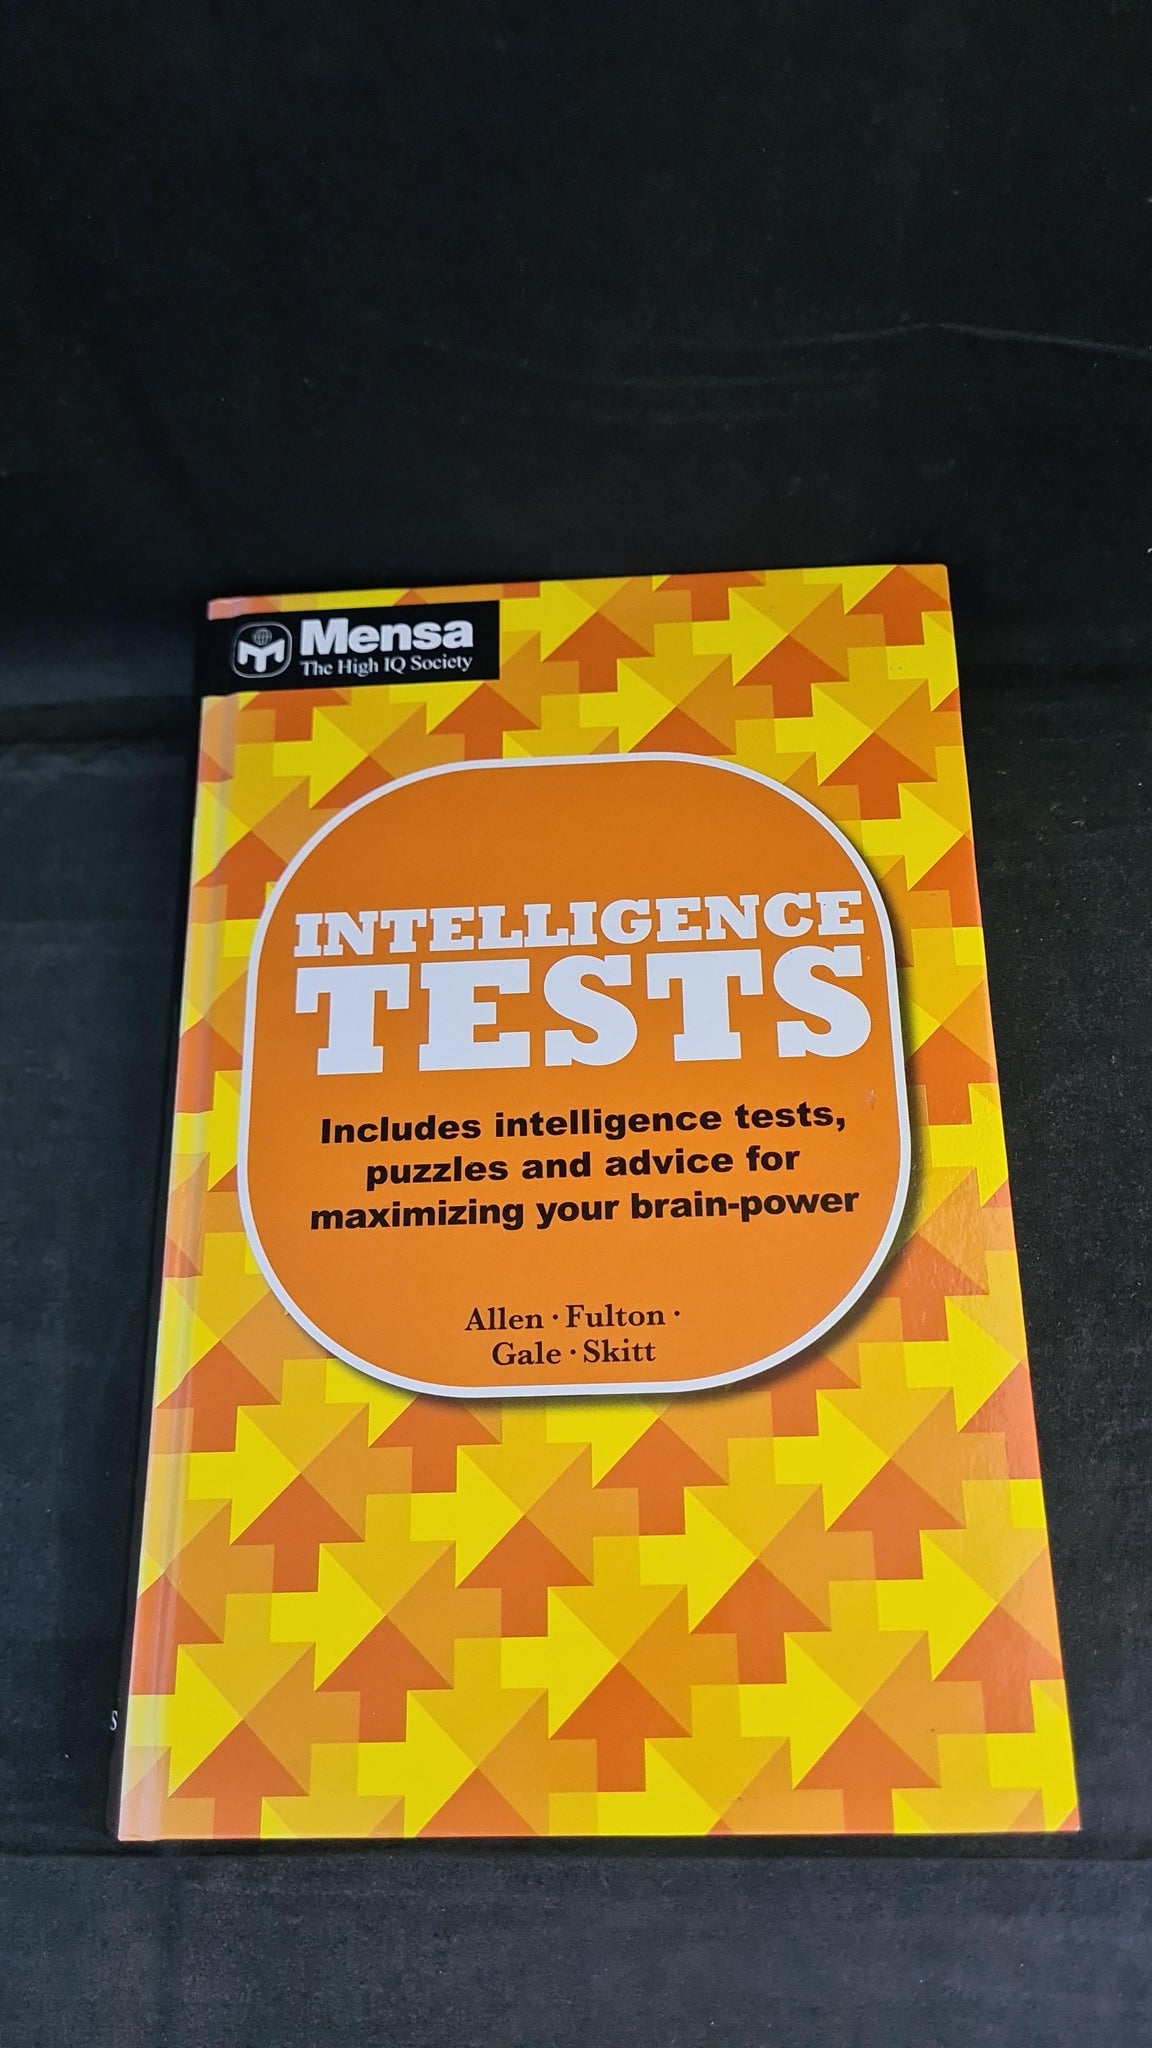 Mensa
The High IQ Society
INTELLIGENCE
TESTS
Includes intelligence tests,
puzzles and advice for
maximizing your brain-power
Allen · Fulton ·
Gale · Skitt
s